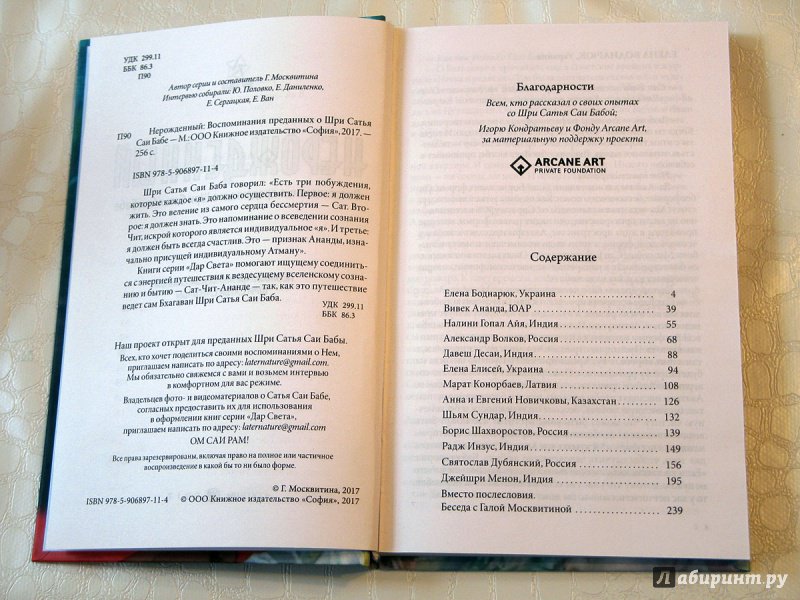 УДК 299.11
ББК 86.3
П90
Автор серии и составитель Г. Москвитина
Интервью собирали: Ю. Половко, Е. Даниленко,
Е. Сергацкая, Е. Ван
Нерожденный: Воспоминания преданных о Шри Сатья
П90 Саи Бабе — М.: ООО Книжное издательство «София», 2017. —
256 с.
ISBN 978-5-906897-11-4
Шри Сатья Саи Баба говорил: «Есть три побуждения,
которые каждое «я» должно осуществить. Первое: я должен
жить. Это веление из самого сердца бессмертия — Сат. Вто-
рое: я должен знать. Это напоминание о всеведении сознания
Чит, искрой которого является индивидуальное «я». И третье:
я должен быть всегда счастлив. Это — признак Ананды, изна-
чально присущей индивидуальному Атману».
Книги серии «Дар Света» помогают ищущему соединить-
ся с энергией путешествия к вездесущему вселенскому созна-
нию и бытию — Сат-Чит-Ананде — так, как это путешествие
ведет сам Бхагаван Шри Сатья Саи Баба.
УДК 299.11
ББК 86.3
Наш проект открыт для преданных Шри Сатья Саи Бабы.
Всех, кто хочет поделиться своими воспоминаниями о Нем,
приглашаем написать по адресу: laternature@gmail.com.
Мы обязательно свяжемся с вами и возьмем интервью
в комфортном для вас режиме.
Владельцев фото- и видеоматериалов о Сатья Саи Бабе,
согласных предоставить их для использования
в оформлении книг серии «Дар Света»,
приглашаем написать по адресу: laternature@gmail.com
ОМ САИ РАМ!
Все права зарезервированы, включая право на полное или частичное
воспроизведение в какой бы то ни было форме.
© Г. Москвитина, 2017
ISBN 978-5-906897-11-4 © ООО Книжное издательство «София», 2017
Благодарности
Всем, кто рассказал о своих опытах
со Шри Сатья Саи Бабой;
Игорю Кондратьеву и Фонду Arcane Art,
за материальную поддержку проекта
ARCANE ART
PRIVATE FOUNDATION
Содержание
Елена Боднарюк, Украина 4
Вивек Ананда, ЮАР 39
Налини Гопал Айя, Индия 55
Александр Волков, Россия 68
Давеш Десаи, Индия 88
Елена Елисей, Украина 94
Марат Конорбаев, Латвия 108
Анна и Евгений Новичковы, Казахстан 126
Шьям Сундар, Индия 132
Борис Шахворостов, Россия 139
Радж Инзус, Индия 149
Святослав Дубянский, Россия 156
Джейшри Менон, Индия 195
Вместо послесловия.
Беседа с Галой Москвитиной 239
Лабиринт.ру